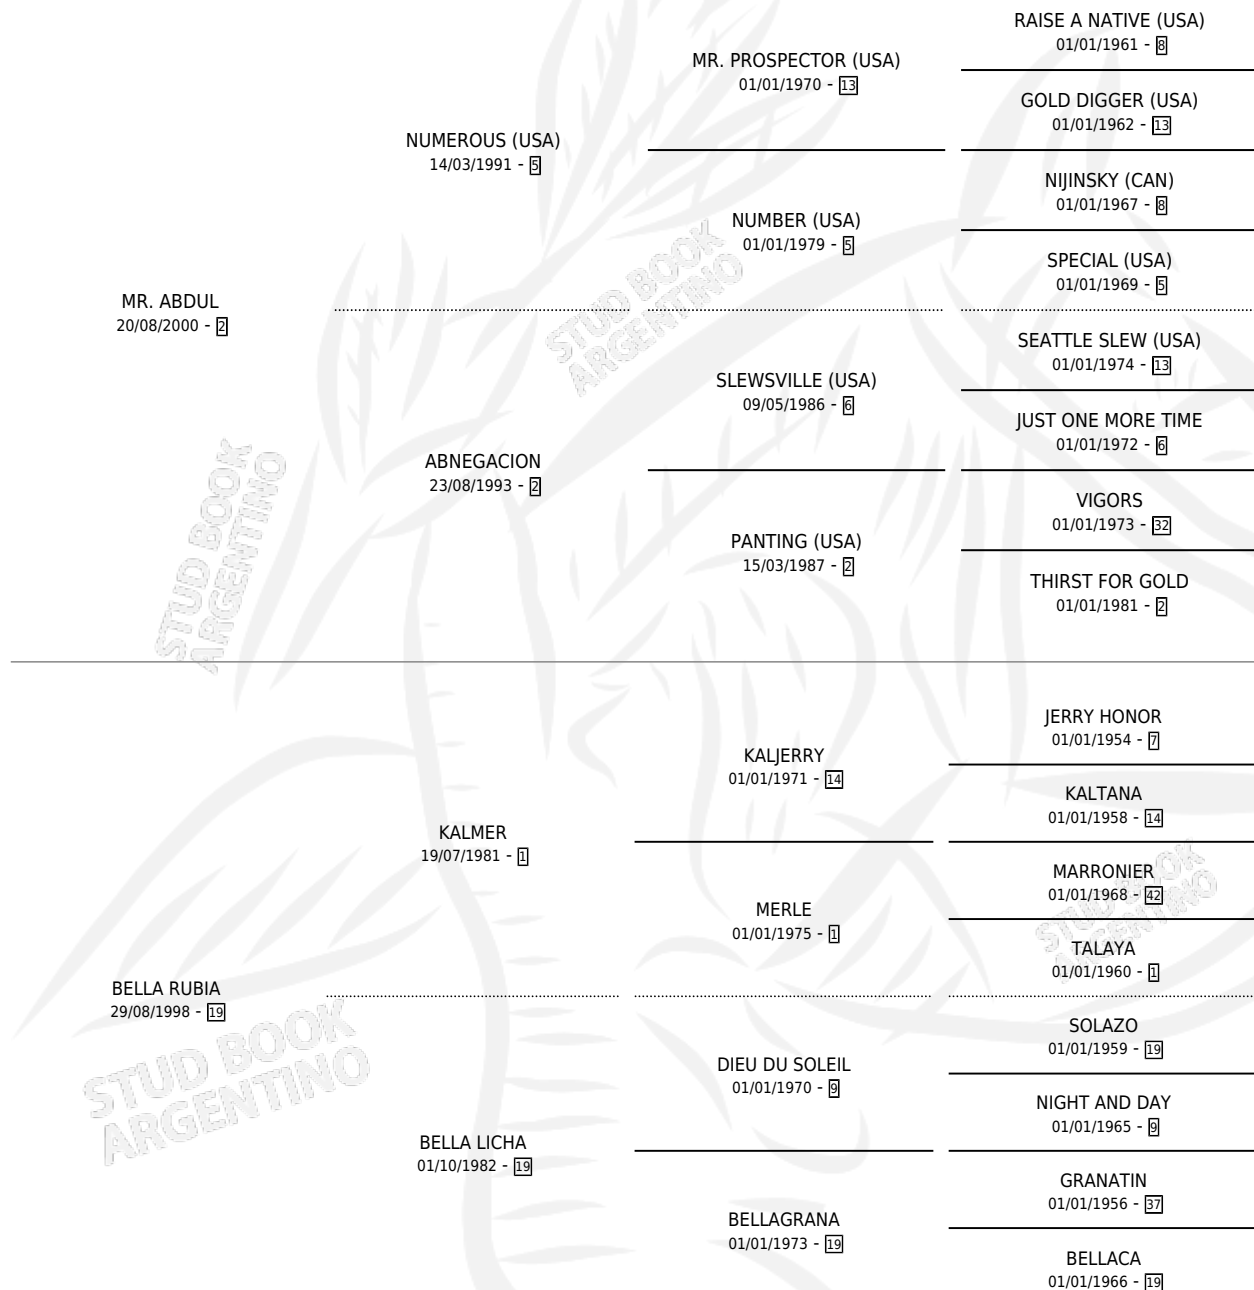 RAISE A NATIVE (USA)
01/01/1961 - 8
MR. PROSPECTOR (USA)
01/01/1970 - 13
GOLD DIGGER (USA)
01/01/1962 - 13
NUMEROUS (USA)
14/03/1991 - 5
NIJINSKY (CAN)
01/01/1967 - 8
NUMBER (USA)
01/01/1979 - 5
SPECIAL (USA)
01/01/1969 - 5
MR. ABDUL
20/08/2000 - 2
SEATTLE SLEW (USA)
01/01/1974 - 13
SLEWSVILLE (USA)
09/05/1986 - 6
JUST ONE MORE TIME
01/01/1972 - 6
ABNEGACION
23/08/1993 - 2
VIGORS
01/01/1973 - 32
PANTING (USA)
15/03/1987 - 2
THIRST FOR GOLD
01/01/1981 - 2
JERRY HONOR
01/01/1954 - 7
KALJERRY
01/01/1971 - 14
KALTANA
01/01/1958 - 14
KALMER
19/07/1981 - 1
MARRONIER
01/01/1968 - 42
MERLE
01/01/1975 - 1
TALAYA
01/01/1960 - 1
BELLA RUBIA
29/08/1998 - 19
SOLAZO
01/01/1959 - 19
DIEU DU SOLEIL
01/01/1970 - 9
NIGHT AND DAY
01/01/1965 - 9
BELLA LICHA
01/10/1982 - 19
GRANATIN
01/01/1956 - 37
BELLAGRANA
01/01/1973 - 19
BELLACA
01/01/1966 - 19
STUD BOOK
ARGENTINO
STUD BOOK
ARGENTINO
STUD BOOK
ARGENTINO
STUD BOOK
ARGENTINO